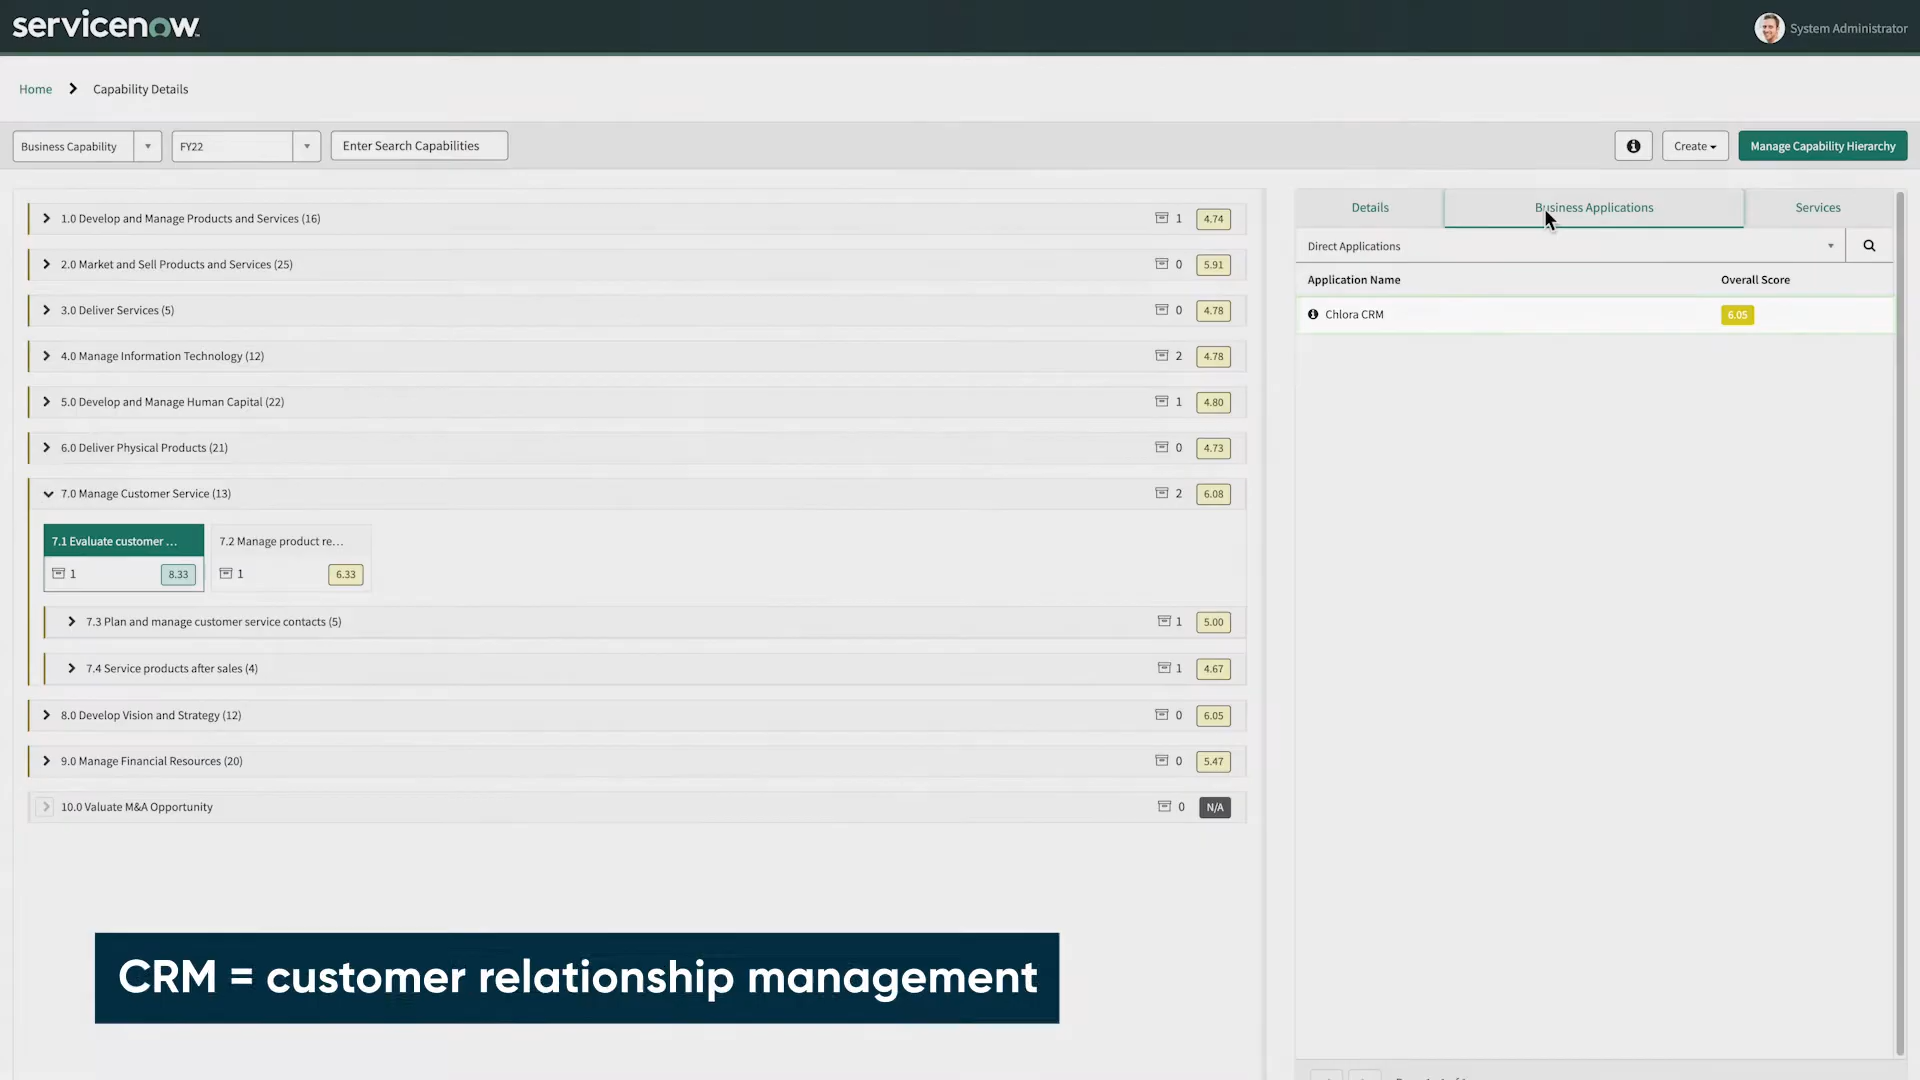 servicenow
System Administrator
Home
Capability Details
Business Capability
FY22
Enter Search Capabilities
Create
Manage Capability Hierarchy
1.0 Develop and Manage Products and Services (16)
1
4.74
2.0 Market and Sell Products and Services (25)
0
5.91
3.0 Deliver Services (5)
0
4.78
4.0 Manage Information Technology (12)
2
4.78
5.0 Develop and Manage Human Capital (22)
1
4.80
6.0 Deliver Physical Products (21)
0
4.73
7.0 Manage Customer Service (13)
2
6.08
7.1 Evaluate customer ...
1
8.33
7.2 Manage product re...
1
6.33
7.3 Plan and manage customer service contacts (5)
1
5.00
7.4 Service products after sales (4)
1
4.67
8.0 Develop Vision and Strategy (12)
0
6.05
9.0 Manage Financial Resources (20)
0
5.47
10.0 Valuate M&A Opportunity
0
N/A
Details
Business Applications
Services
Direct Applications
Application Name
Overall Score
Chlora CRM
6.05
CRM = customer relationship management